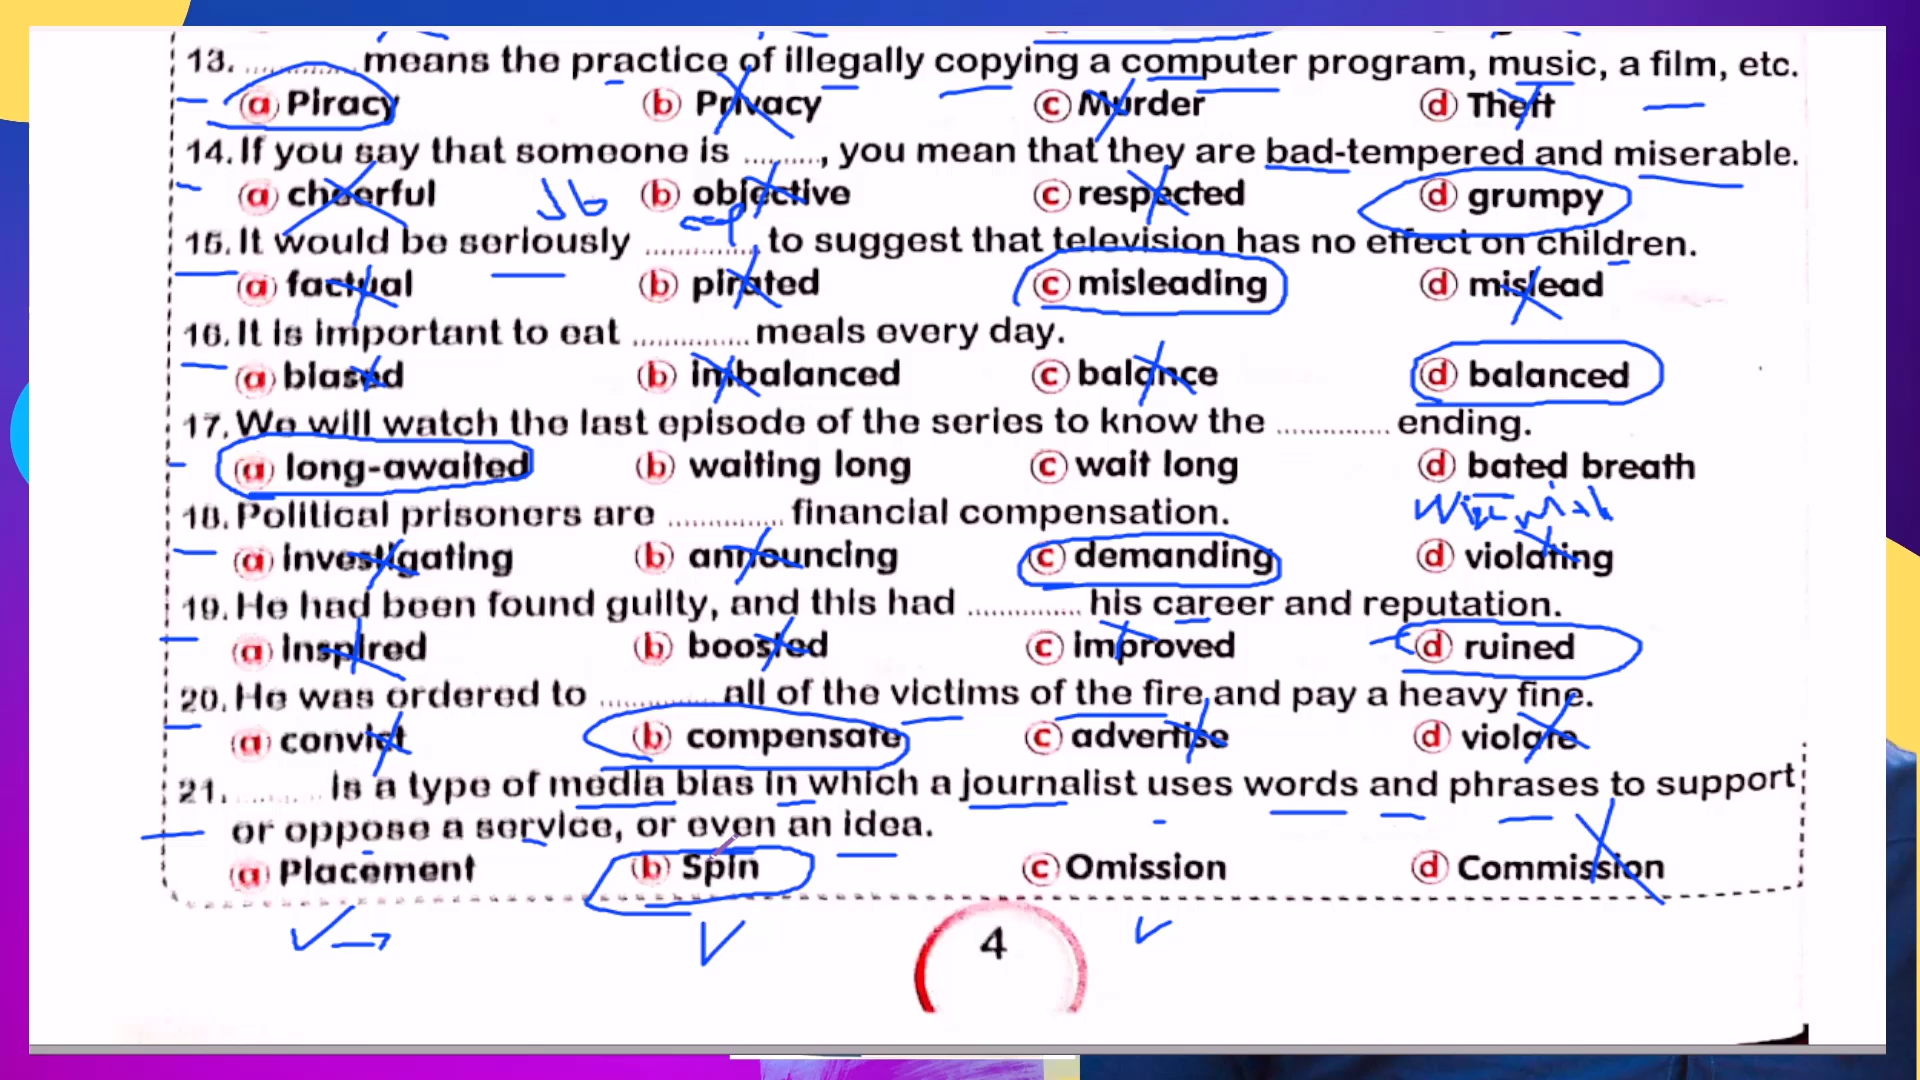 13. ............ means the practice of illegally copying a computer program, music, a film, etc.
a Piracy b Privacy c Murder d Theft
14. If you say that someone is .........., you mean that they are bad-tempered and miserable.
a cheerful b objective c respected d grumpy
15. It would be seriously .............. to suggest that television has no effect on children.
a factual b pirated c misleading d mislead
16. It is important to eat .............. meals every day.
a biased b imbalanced c balance d balanced
17. We will watch the last episode of the series to know the .............. ending.
a long-awaited b waiting long c wait long d bated breath
18. Political prisoners are .............. financial compensation.
a investigating b announcing c demanding d violating
19. He had been found guilty, and this had .............. his career and reputation.
a inspired b boosted c improved d ruined
20. He was ordered to .............. all of the victims of the fire and pay a heavy fine.
a convict b compensate c advertise d violate
21. .......... is a type of media bias in which a journalist uses words and phrases to support
or oppose a service, or even an idea.
a Placement b Spin c Omission d Commission
4